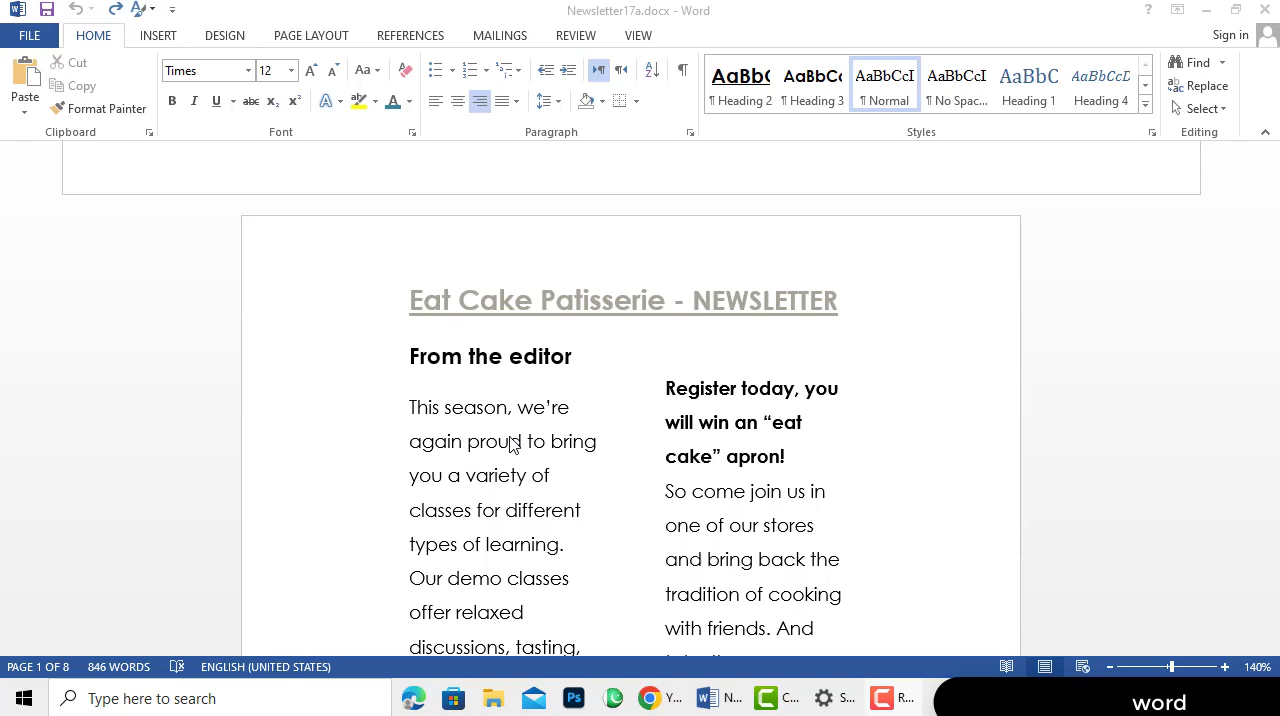 Newsletter17a.docx - Word
?
FILE
HOME
INSERT
DESIGN
PAGE LAYOUT
REFERENCES
MAILINGS
REVIEW
VIEW
Sign in
Paste
Cut
Copy
Format Painter
Clipboard
Times
12
Aa
B I U abc x₂ x²
A
A
Font
Paragraph
AaBbC
¶ Heading 2
AaBbCc
¶ Heading 3
AaBbCcI
¶ Normal
AaBbCcI
¶ No Spac...
AaBbC
Heading 1
AaBbCcD
Heading 4
Styles
Find
Replace
Select
Editing
Eat Cake Patisserie - NEWSLETTER
From the editor
This season, we’re
again proud to bring
you a variety of
classes for different
types of learning.
Our demo classes
offer relaxed
discussions, tasting,
Register today, you
will win an “eat
cake” apron!
So come join us in
one of our stores
and bring back the
tradition of cooking
with friends. And
PAGE 1 OF 8
846 WORDS
ENGLISH (UNITED STATES)
140%
Type here to search
Ps
Y...
N...
C...
S...
R...
word